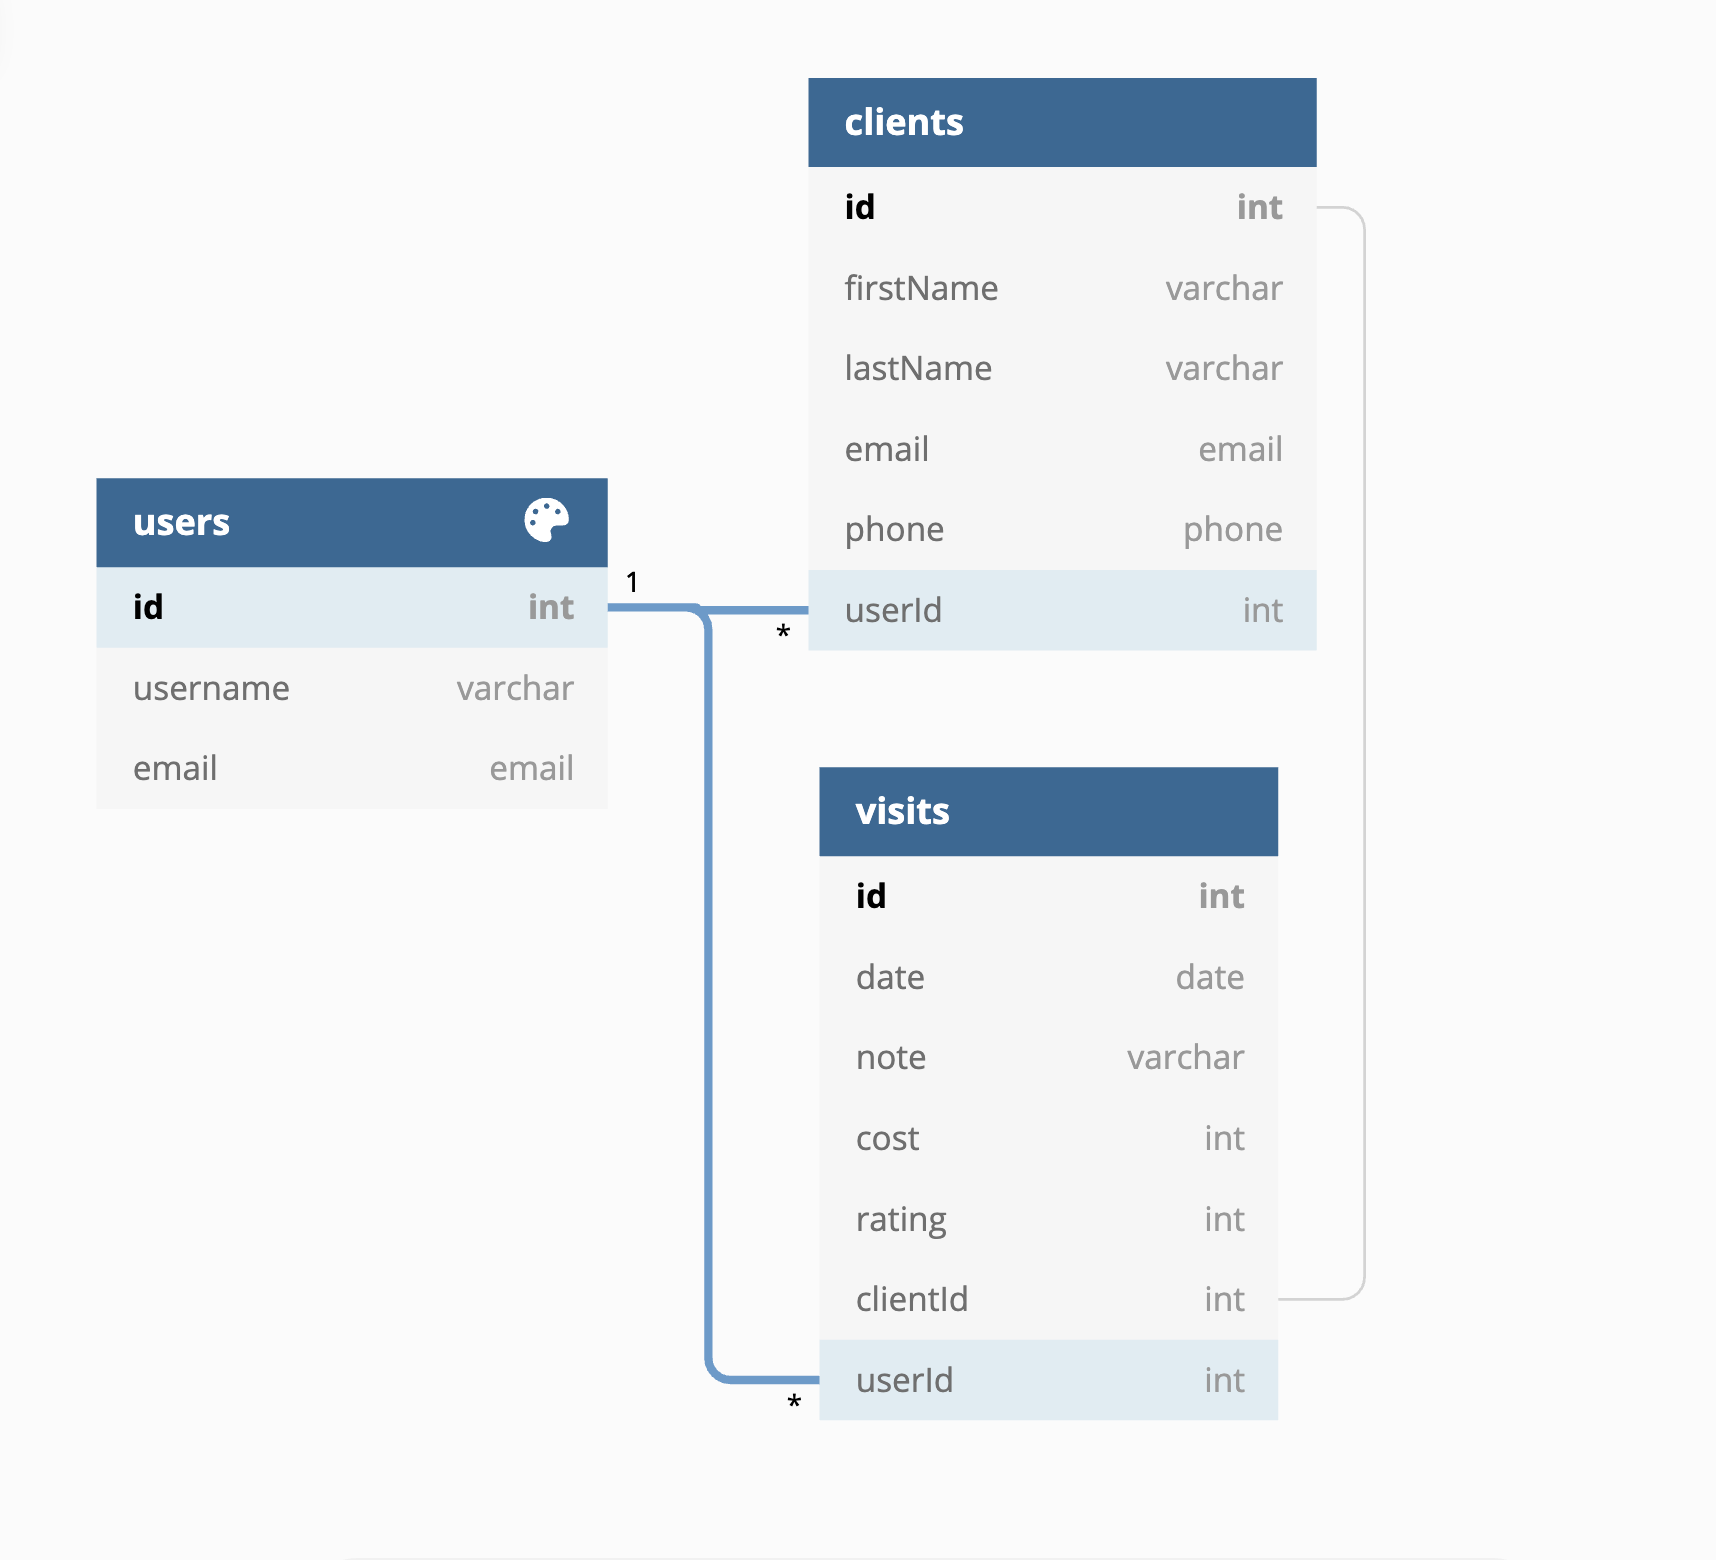 clients
id int
firstName varchar
lastName varchar
email email
phone phone
userId int
users
id int
username varchar
email email
1
*
visits
id int
date date
note varchar
cost int
rating int
clientId int
userId int
*